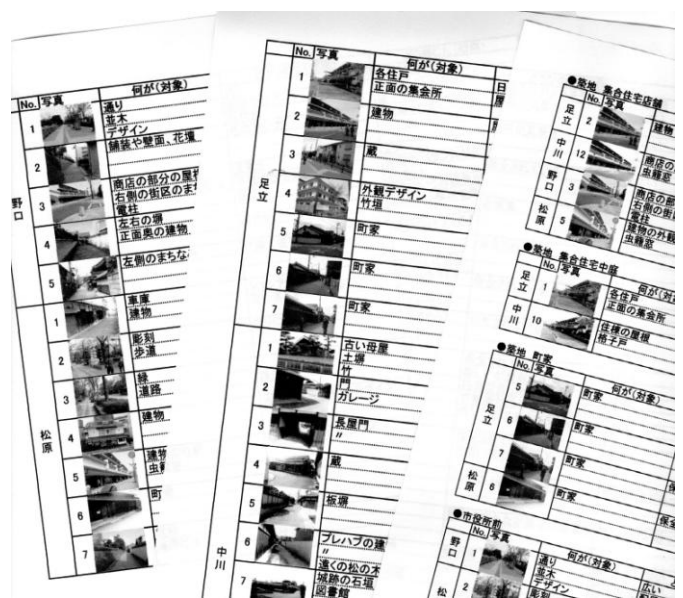 No. 写真 何が(対象)
野口
1
通り
並木
デザイン
舗装や壁面、花壇
2
3
商店の部分の屋
右側の街区のま
電柱
4
左右の塀
正面奥の建物
5
左側のまちな
松原
1
車庫
建物
2
彫刻
歩道
3
緑
道路
4
建物
5
建物
虫
6
町
7
No. 写真 何が(対象)
足立
1
各住戸
正面の集会所
2
建物
3
蔵
4
外観デザイン
竹垣
5
町家
6
町家
7
町家
中川
1
古い母屋
土塀
竹
2
門
ガレージ
3
長屋門
〃
4
蔵
5
板塀
6
プレハブの建
〃
遠くの松の木
7
城跡の石垣
図書館
●築地 集合住宅店舗
No. 写真
足立 2 建物
中川 12
商店の
虫籠窓
野口 3
商店の部
右側の街
電柱
松原 5
建物の外観
虫籠窓
●築地 集合住宅中庭
No. 写真 何が(対象)
足立 1
各住戸
正面の集会所
中川 10
住棟の屋根
格子戸
●築地 町家
No. 写真 何が(対象)
足立
5 町家
6 町家
7 町家
松原 6
保全
●市役所前
No. 写真 何が(対象)
野口 1
通り
並木
デザイン
広い
松 2
彫刻